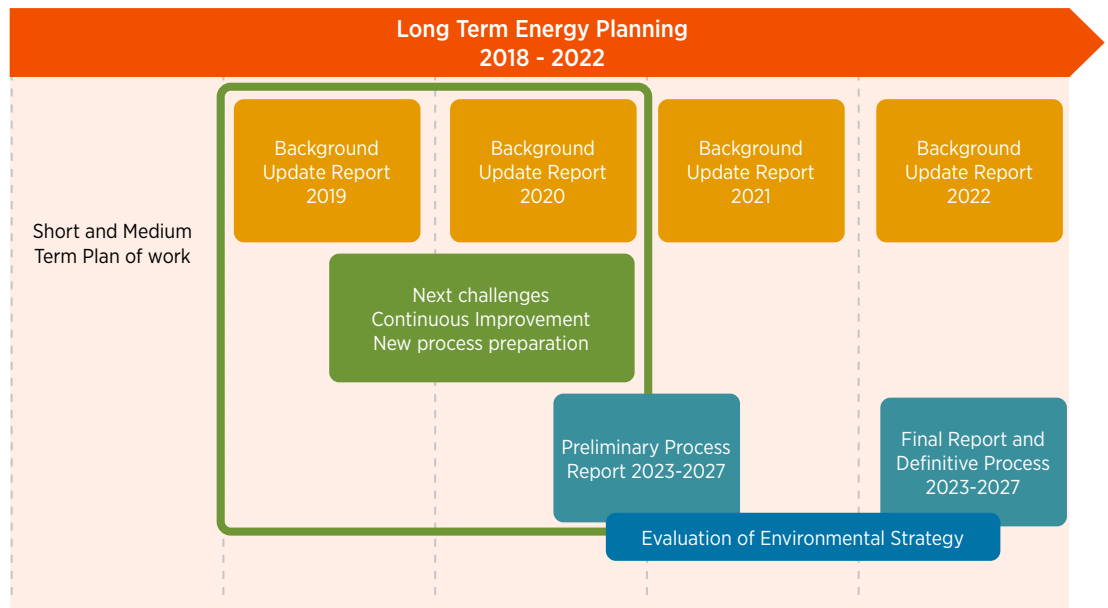 Long Term Energy Planning
2018 - 2022
Background
Update Report
2019
Background
Update Report
2020
Background
Update Report
2021
Background
Update Report
2022
Short and Medium
Term Plan of work
Next challenges
Continuous Improvement
New process preparation
Preliminary Process
Report 2023-2027
Final Report and
Definitive Process
2023-2027
Evaluation of Environmental Strategy